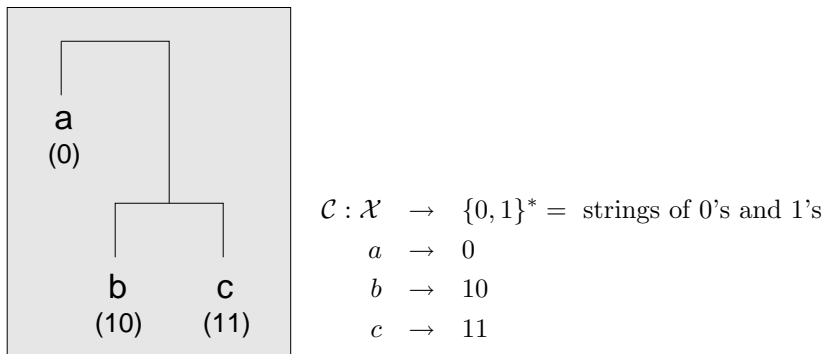 a
(0)
b c
(10) (11)
𝒞 : 𝒳 → {0, 1}* = strings of 0's and 1's
a → 0
b → 10
c → 11